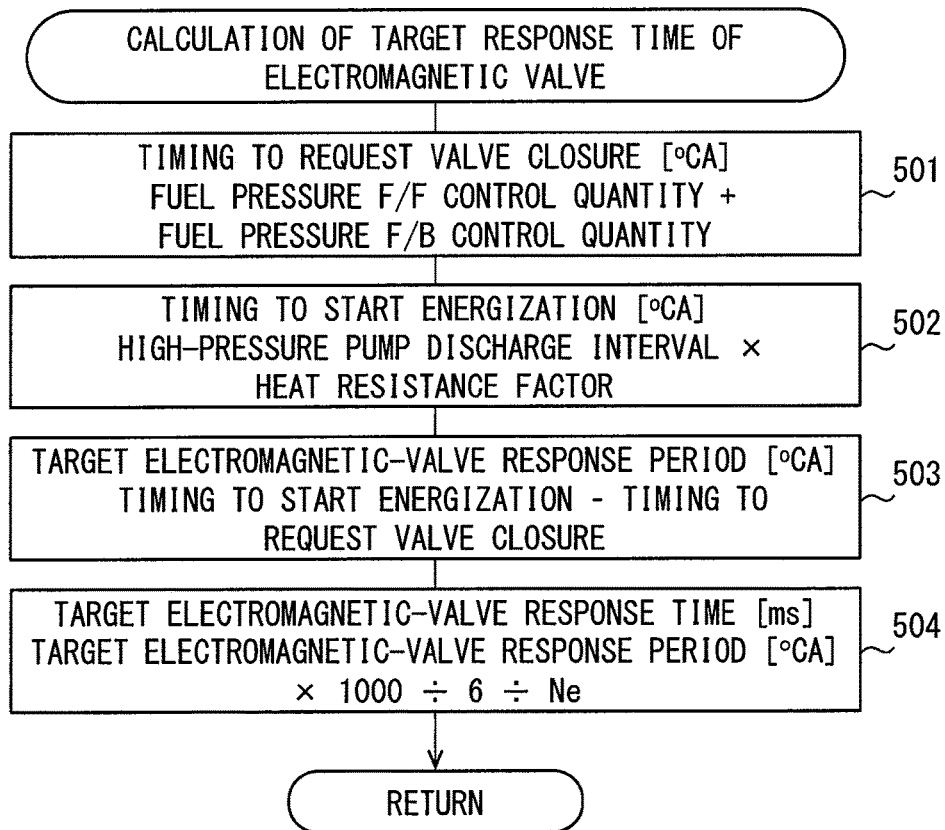 CALCULATION OF TARGET RESPONSE TIME OF
ELECTROMAGNETIC VALVE
TIMING TO REQUEST VALVE CLOSURE [°CA]
FUEL PRESSURE F/F CONTROL QUANTITY +
FUEL PRESSURE F/B CONTROL QUANTITY
501
TIMING TO START ENERGIZATION [°CA]
HIGH-PRESSURE PUMP DISCHARGE INTERVAL ×
HEAT RESISTANCE FACTOR
502
TARGET ELECTROMAGNETIC-VALVE RESPONSE PERIOD [°CA]
TIMING TO START ENERGIZATION - TIMING TO
REQUEST VALVE CLOSURE
503
TARGET ELECTROMAGNETIC-VALVE RESPONSE TIME [ms]
TARGET ELECTROMAGNETIC-VALVE RESPONSE PERIOD [°CA]
× 1000 ÷ 6 ÷ Ne
504
RETURN